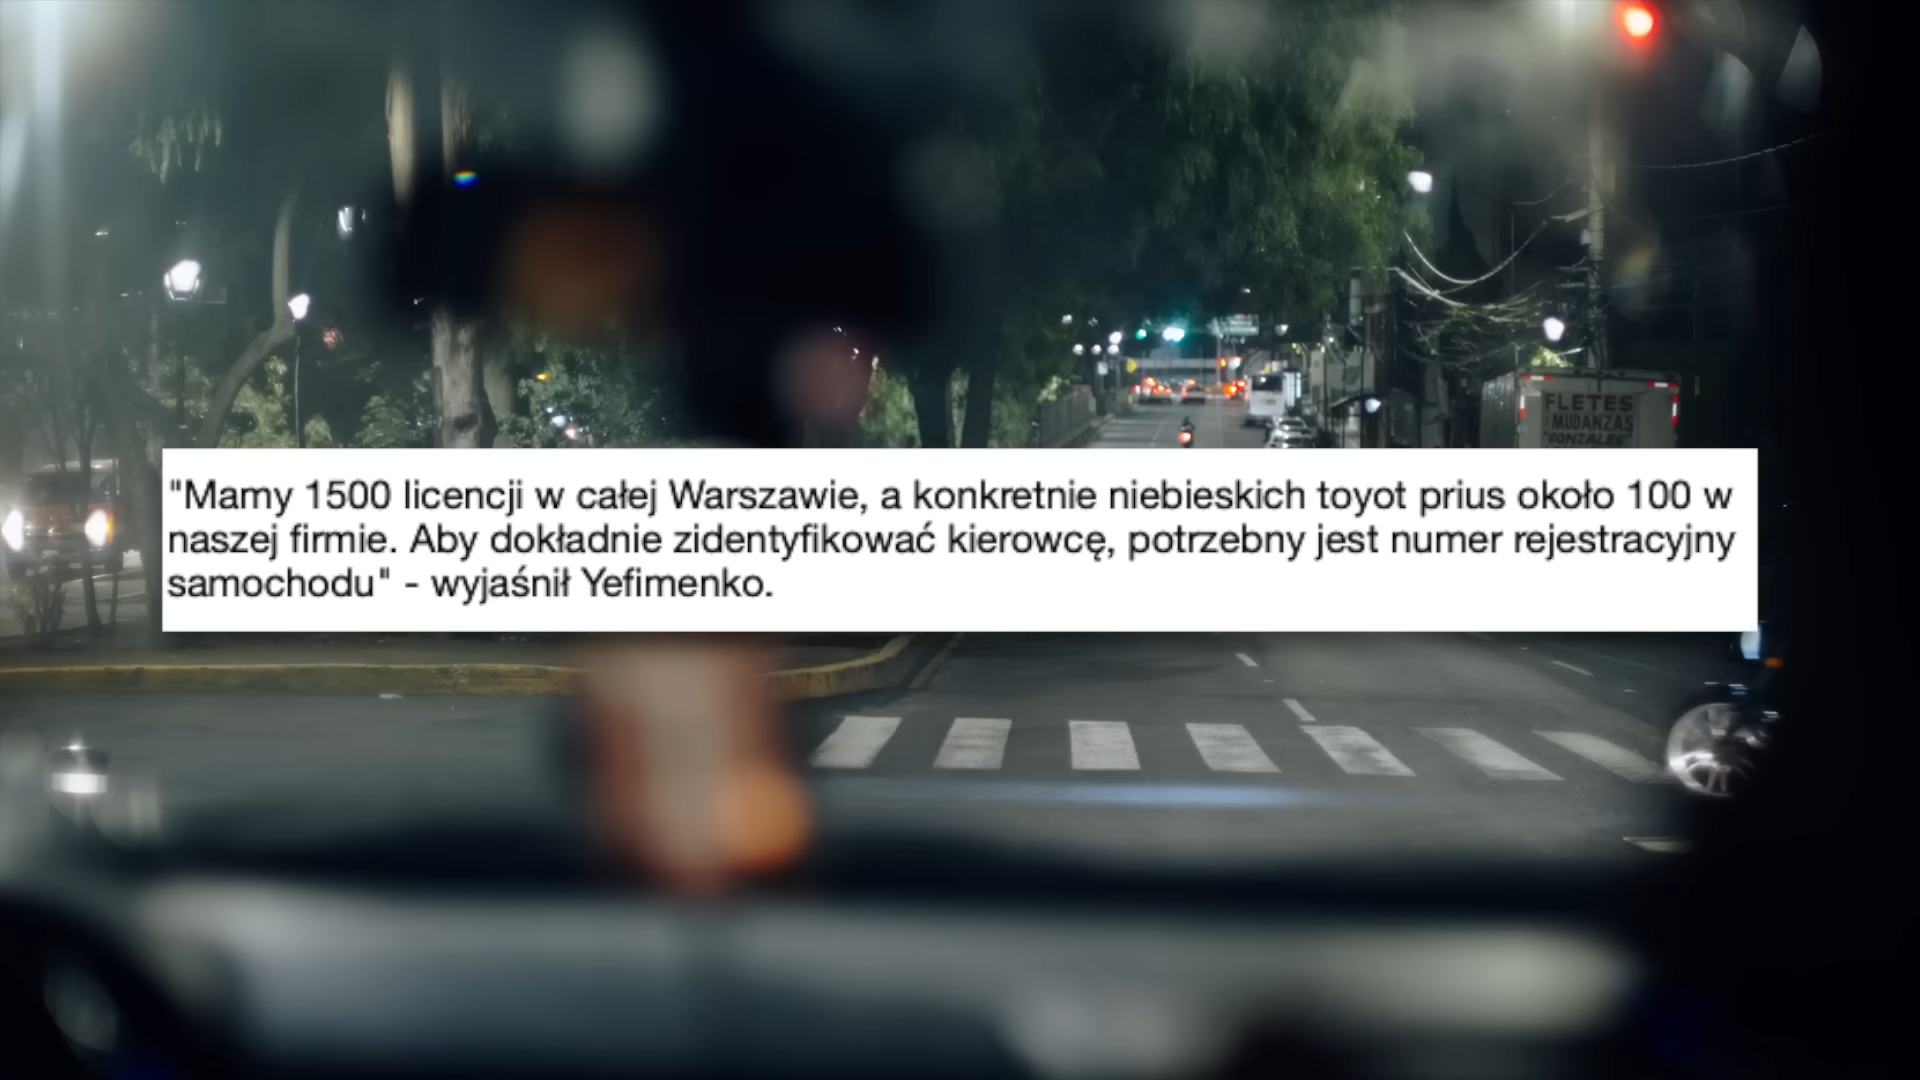 FLETES
MUDANZAS
"GONZALEZ"
"Mamy 1500 licencji w całej Warszawie, a konkretnie niebieskich toyot prius około 100 w
naszej firmie. Aby dokładnie zidentyfikować kierowcę, potrzebny jest numer rejestracyjny
samochodu" - wyjaśnił Yefimenko.